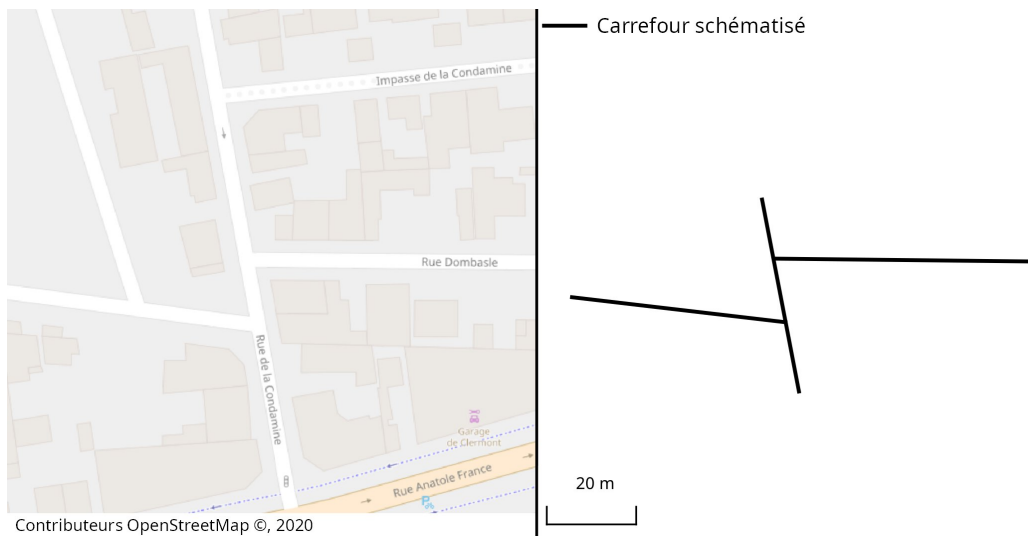 Carrefour schématisé
Impasse de la Condamine
Rue Dombasle
Rue de la Condamine
Garage
de Clermont
Rue Anatole France
P
20 m
Contributeurs OpenStreetMap ©, 2020